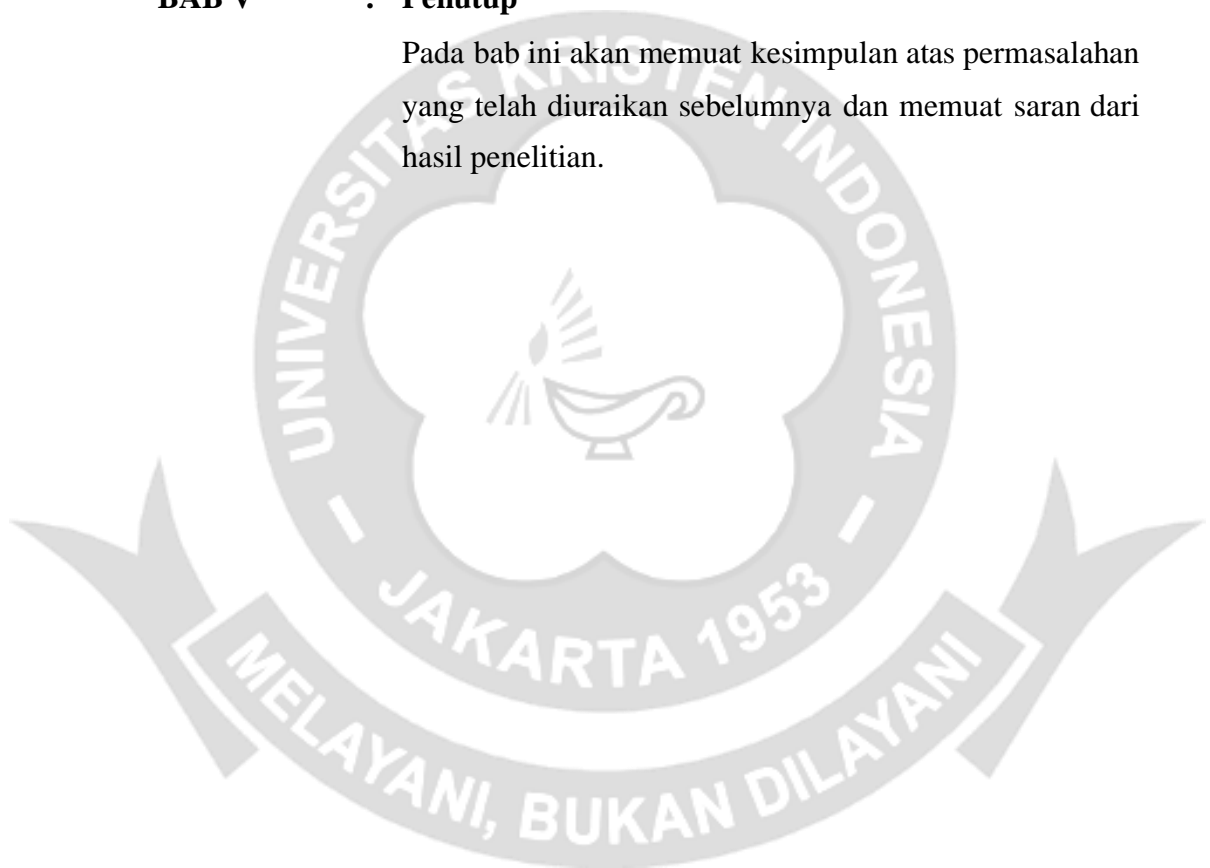 BAB V : Penutup
Pada bab ini akan memuat kesimpulan atas permasalahan
yang telah diuraikan sebelumnya dan memuat saran dari
hasil penelitian.
UNIVERSITAS KRISTEN INDONESIA
JAKARTA 1953
MELAYANI, BUKAN DILAYANI